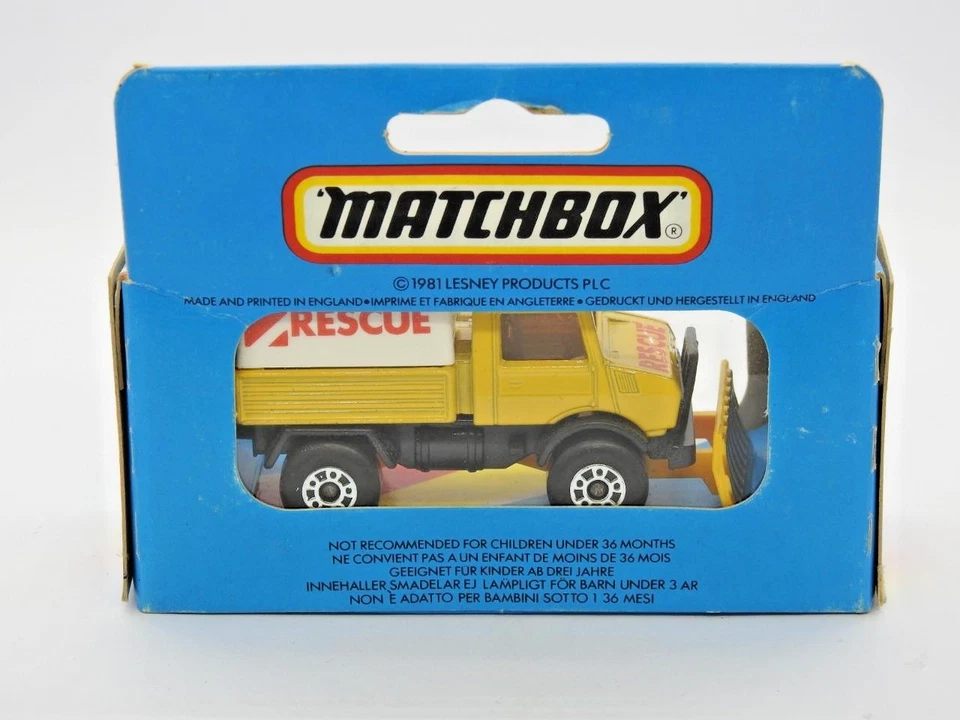 'MATCHBOX'
®
©1981 LESNEY PRODUCTS PLC
MADE AND PRINTED IN ENGLAND•IMPRIME ET FABRIQUE EN ANGLETERRE•GEDRUCKT UND HERGESTELLT IN ENGLAND
RESCUE
RESCUE
NOT RECOMMENDED FOR CHILDREN UNDER 36 MONTHS
NE CONVIENT PAS A UN ENFANT DE MOINS DE 36 MOIS
GEEIGNET FUR KINDER AB DREI JAHRE
INNEHALLER SMADELAR EJ LAMPLIGT FÖR BARN UNDER 3 AR
NON E ADATTO PER BAMBINI SOTTO 1 36 MESI